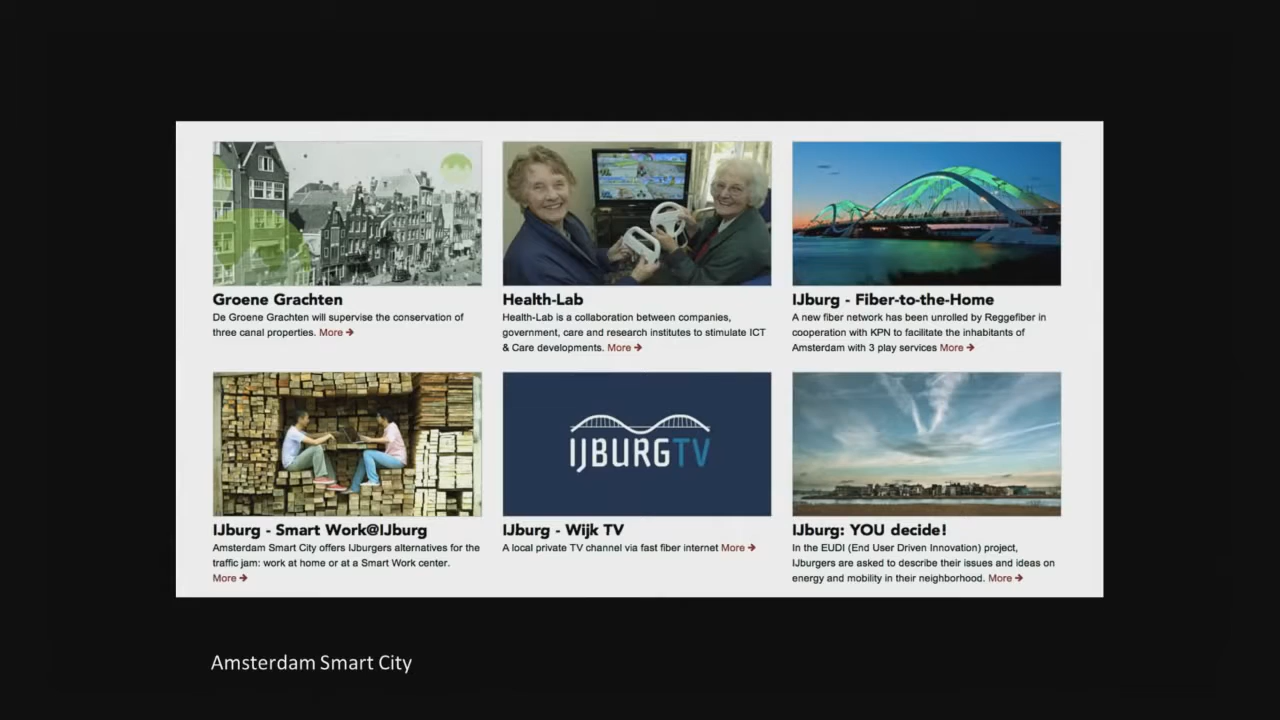 Groene Grachten
De Groene Grachten will supervise the conservation of
three canal properties. More →
Health-Lab
Health-Lab is a collaboration between companies,
government, care and research institutes to stimulate ICT
& Care developments. More →
IJburg - Fiber-to-the-Home
A new fiber network has been unrolled by Reggefiber in
cooperation with KPN to facilitate the inhabitants of
Amsterdam with 3 play services More →
IJburg - Smart Work@IJburg
Amsterdam Smart City offers IJburgers alternatives for the
traffic jam: work at home or at a Smart Work center.
More →
IJBURGTV
IJburg - Wijk TV
A local private TV channel via fast fiber internet More →
IJburg: YOU decide!
In the EUDI (End User Driven Innovation) project,
IJburgers are asked to describe their issues and ideas on
energy and mobility in their neighborhood. More →
Amsterdam Smart City